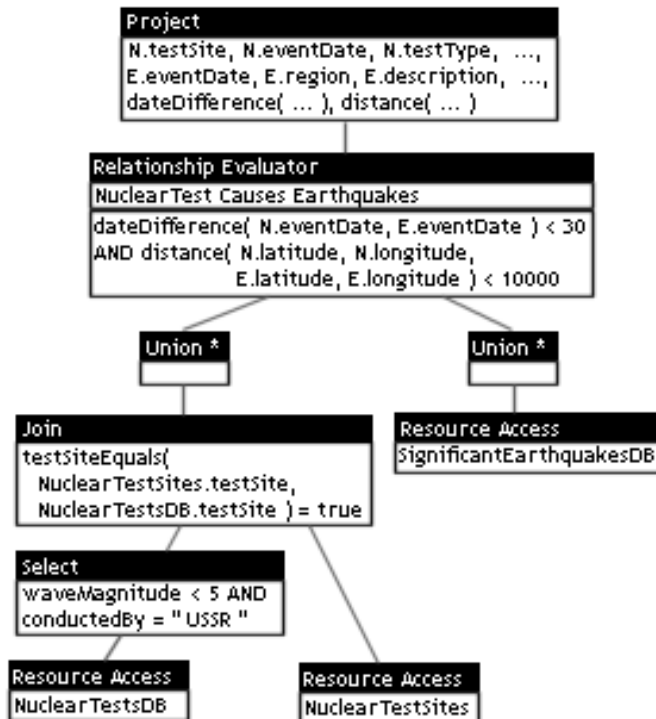 Project
N.testSite, N.eventDate, N.testType, ...,
E.eventDate, E.region, E.description, ...,
dateDifference( ... ), distance( ... )
Relationship Evaluator
NuclearTest Causes Earthquakes
dateDifference( N.eventDate, E.eventDate ) < 30
AND distance( N.latitude, N.longitude,
E.latitude, E.longitude ) < 10000
Union *
Union *
Join
testSiteEquals(
NuclearTestSites.testSite,
NuclearTestsDB.testSite ) = true
Resource Access
SignificantEarthquakesDB
Select
waveMagnitude < 5 AND
conductedBy = " USSR "
Resource Access
NuclearTestsDB
Resource Access
NuclearTestSites